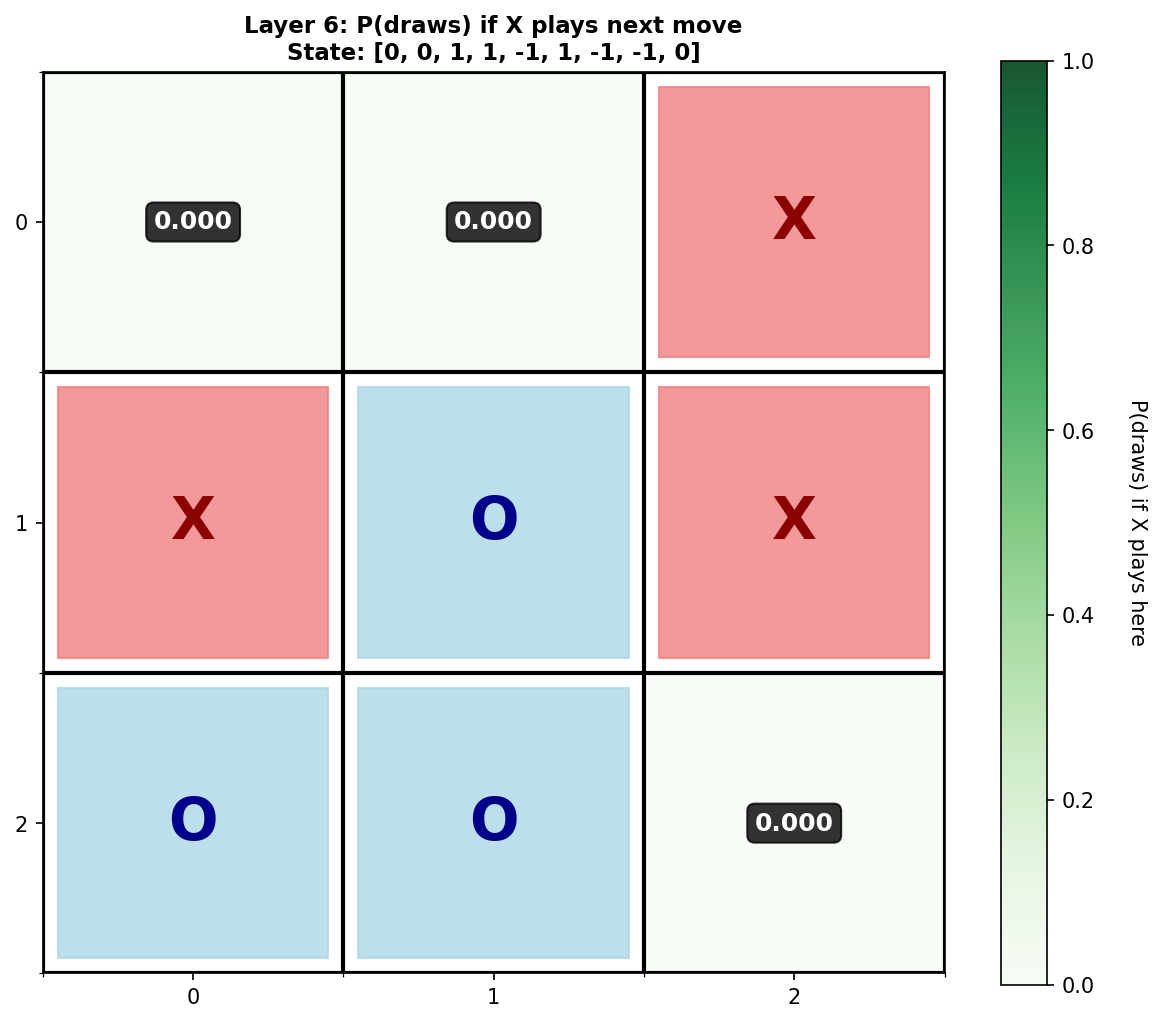 Layer 6: P(draws) if X plays next move
State: [0, 0, 1, 1, -1, 1, -1, -1, 0]
1.0
0.8
0.6
0.4
0.2
0.0
P(draws) if X plays here
0
0.000
0.000
X
1
X
O
X
2
O
O
0.000
0
1
2